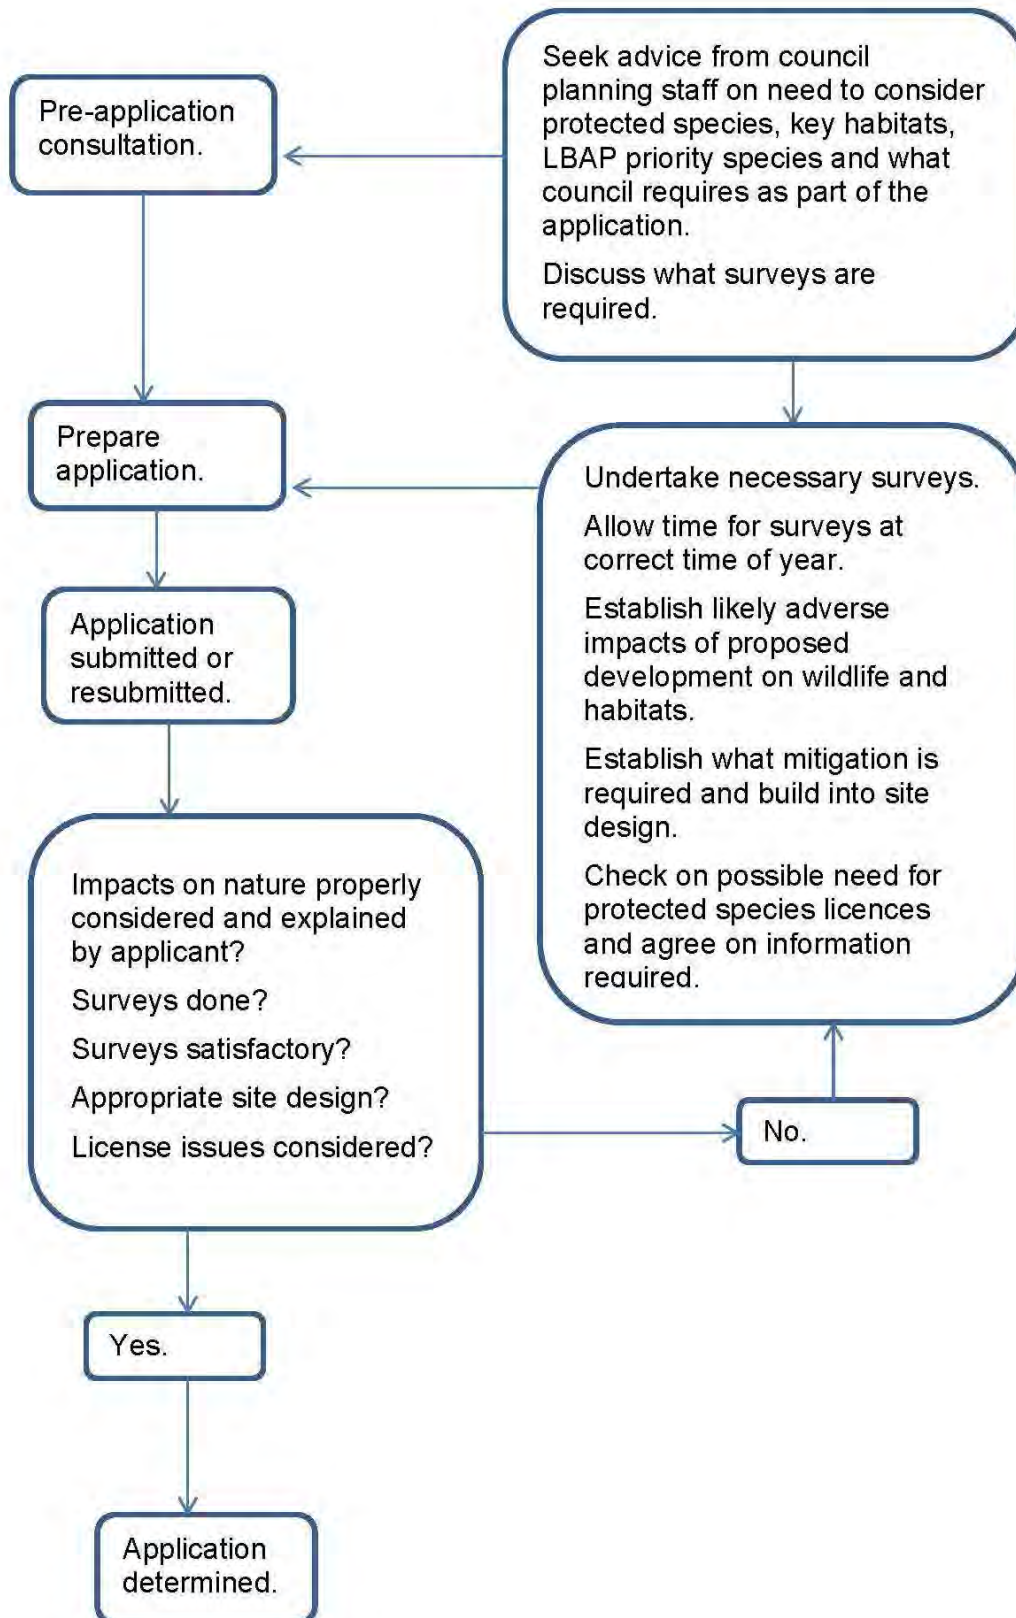 Pre-application
consultation.
Seek advice from council
planning staff on need to consider
protected species, key habitats,
LBAP priority species and what
council requires as part of the
application.
Discuss what surveys are
required.
Prepare
application.
Undertake necessary surveys.
Allow time for surveys at
correct time of year.
Establish likely adverse
impacts of proposed
development on wildlife and
habitats.
Establish what mitigation is
required and build into site
design.
Check on possible need for
protected species licences
and agree on information
required.
Application
submitted or
resubmitted.
Impacts on nature properly
considered and explained
by applicant?
Surveys done?
Surveys satisfactory?
Appropriate site design?
License issues considered?
No.
Yes.
Application
determined.